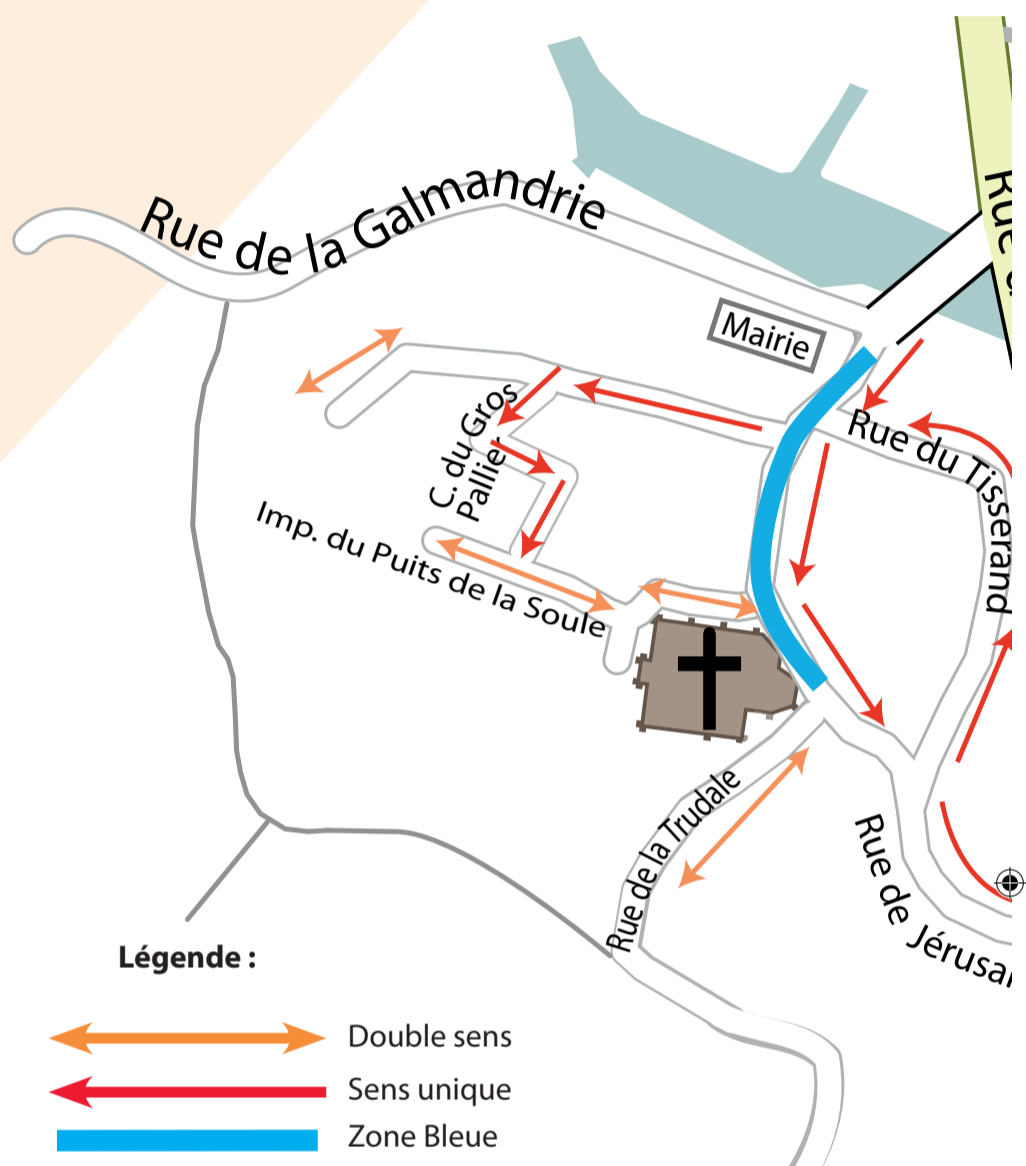 Rue de la Galmandrie
Mairie
Rue du Tisserand
C. du Gros
Pallier
Imp. du Puits de la Soule
Rue de la Trudale
Rue de
Légende :
Double sens
Sens unique
Zone Bleue